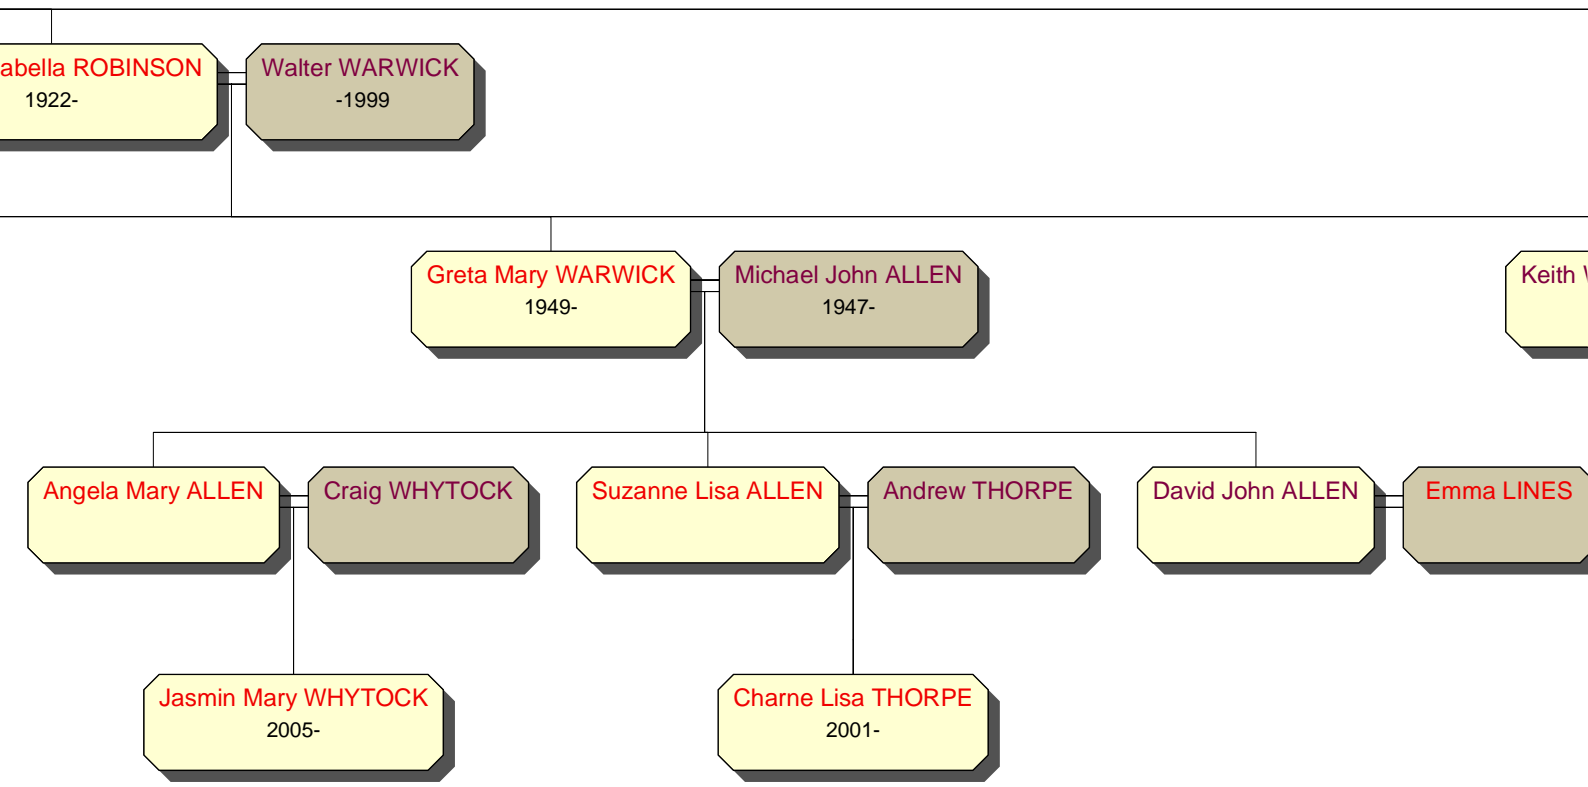 abella ROBINSON
1922-
Walter WARWICK
-1999
Greta Mary WARWICK
1949-
Michael John ALLEN
1947-
Keith
Angela Mary ALLEN
Craig WHYTOCK
Suzanne Lisa ALLEN
Andrew THORPE
David John ALLEN
Emma LINES
Jasmin Mary WHYTOCK
2005-
Charne Lisa THORPE
2001-